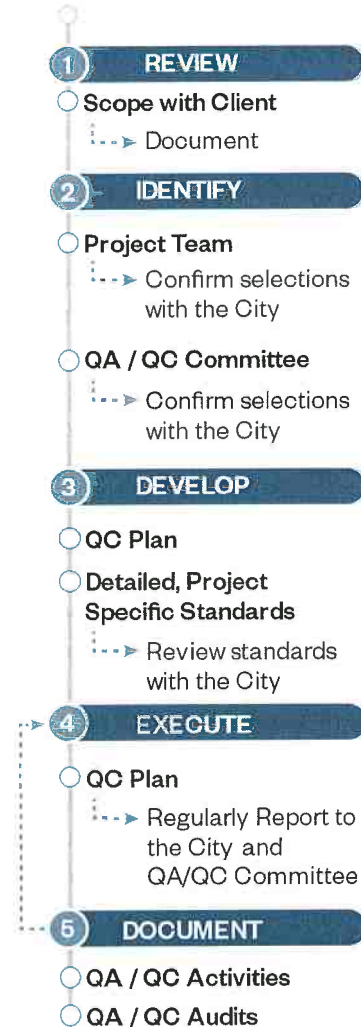 1 REVIEW
Scope with Client
Document
2 IDENTIFY
Project Team
Confirm selections
with the City
QA / QC Committee
Confirm selections
with the City
3 DEVELOP
QC Plan
Detailed, Project
Specific Standards
Review standards
with the City
4 EXECUTE
QC Plan
Regularly Report to
the City and
QA/QC Committee
5 DOCUMENT
QA / QC Activities
QA / QC Audits